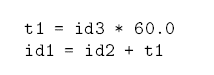 t1 = id3 * 60.0
id1 = id2 + t1